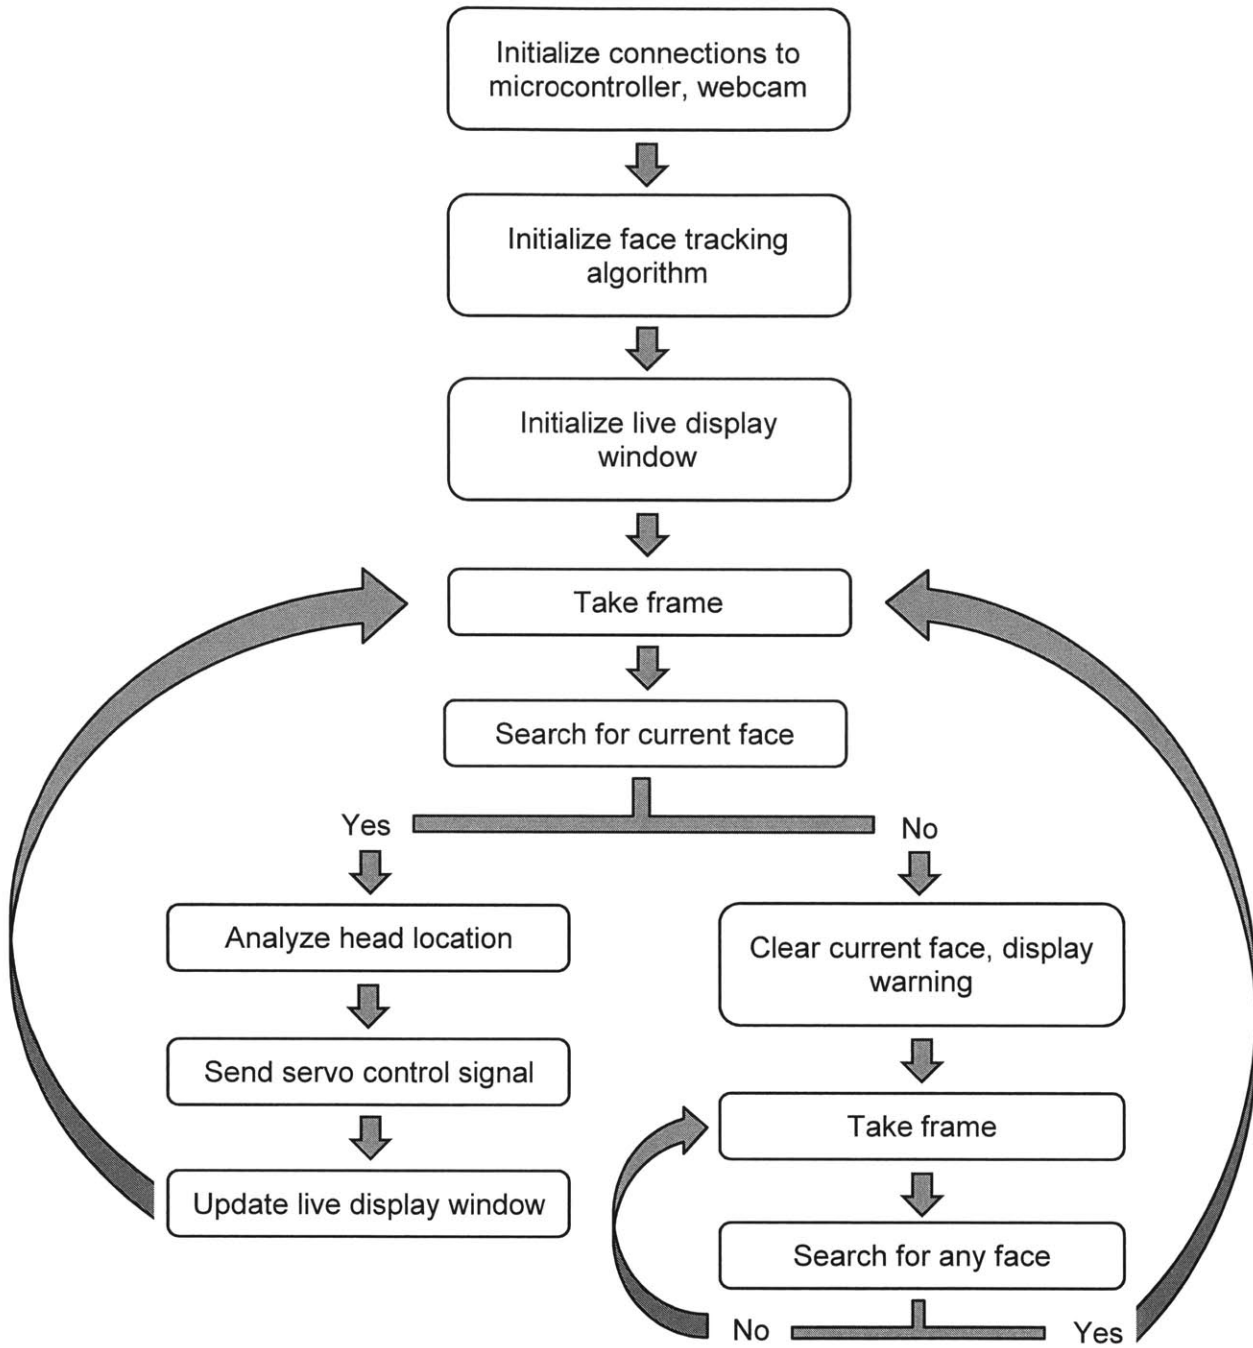 Initialize connections to
microcontroller, webcam
Initialize face tracking
algorithm
Initialize live display
window
Take frame
Search for current face
Yes
No
Analyze head location
Clear current face, display
warning
Send servo control signal
Take frame
Update live display window
Search for any face
No
Yes